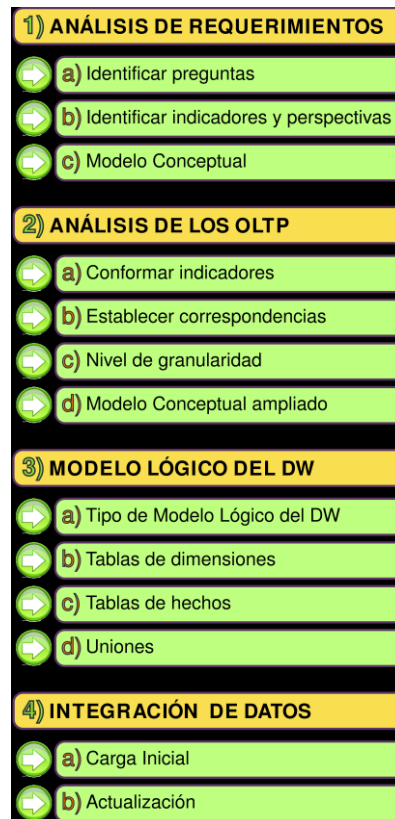 1) ANÁLISIS DE REQUERIMIENTOS
a) Identificar preguntas
b) Identificar indicadores y perspectivas
c) Modelo Conceptual
2) ANÁLISIS DE LOS OLTP
a) Conformar indicadores
b) Establecer correspondencias
c) Nivel de granularidad
d) Modelo Conceptual ampliado
3) MODELO LÓGICO DEL DW
a) Tipo de Modelo Lógico del DW
b) Tablas de dimensiones
c) Tablas de hechos
d) Uniones
4) INTEGRACIÓN DE DATOS
a) Carga Inicial
b) Actualización